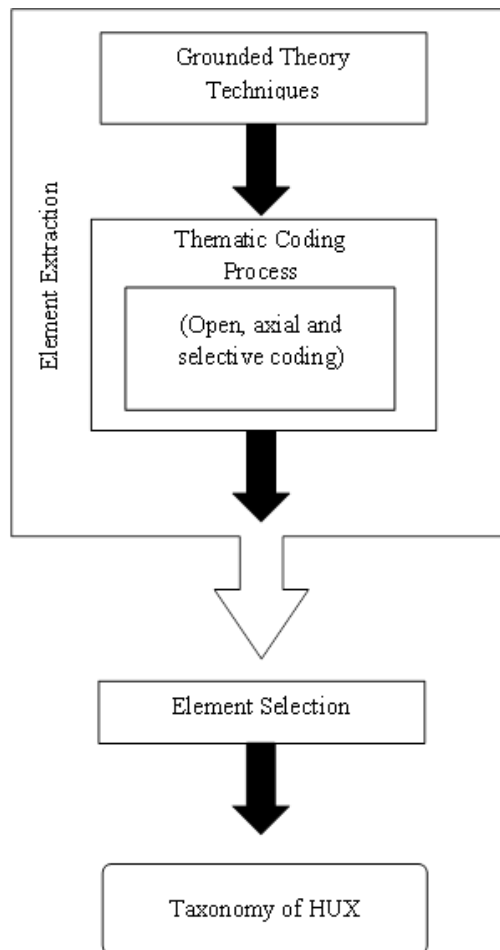 Grounded Theory
Techniques
Element Extraction
Thematic Coding
Process
(Open, axial and
selective coding)
Element Selection
Taxonomy of HUX